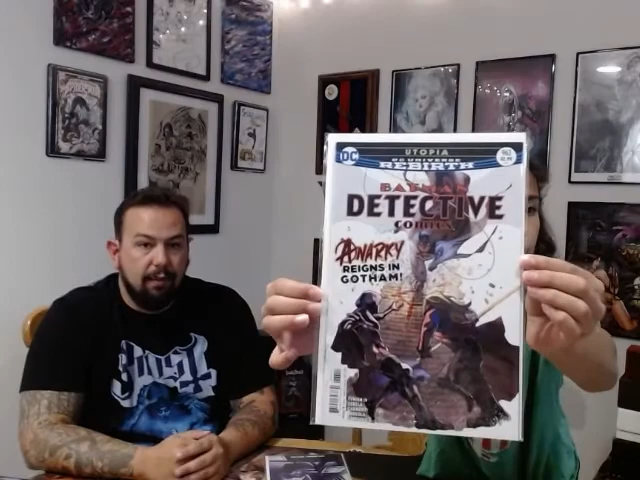 UTOPIA
DC
DC UNIVERSE
REBIRTH
BATMAN
DETECTIVE
COMICS
ANARKY
REIGNS IN
GOTHAM!
GHOST